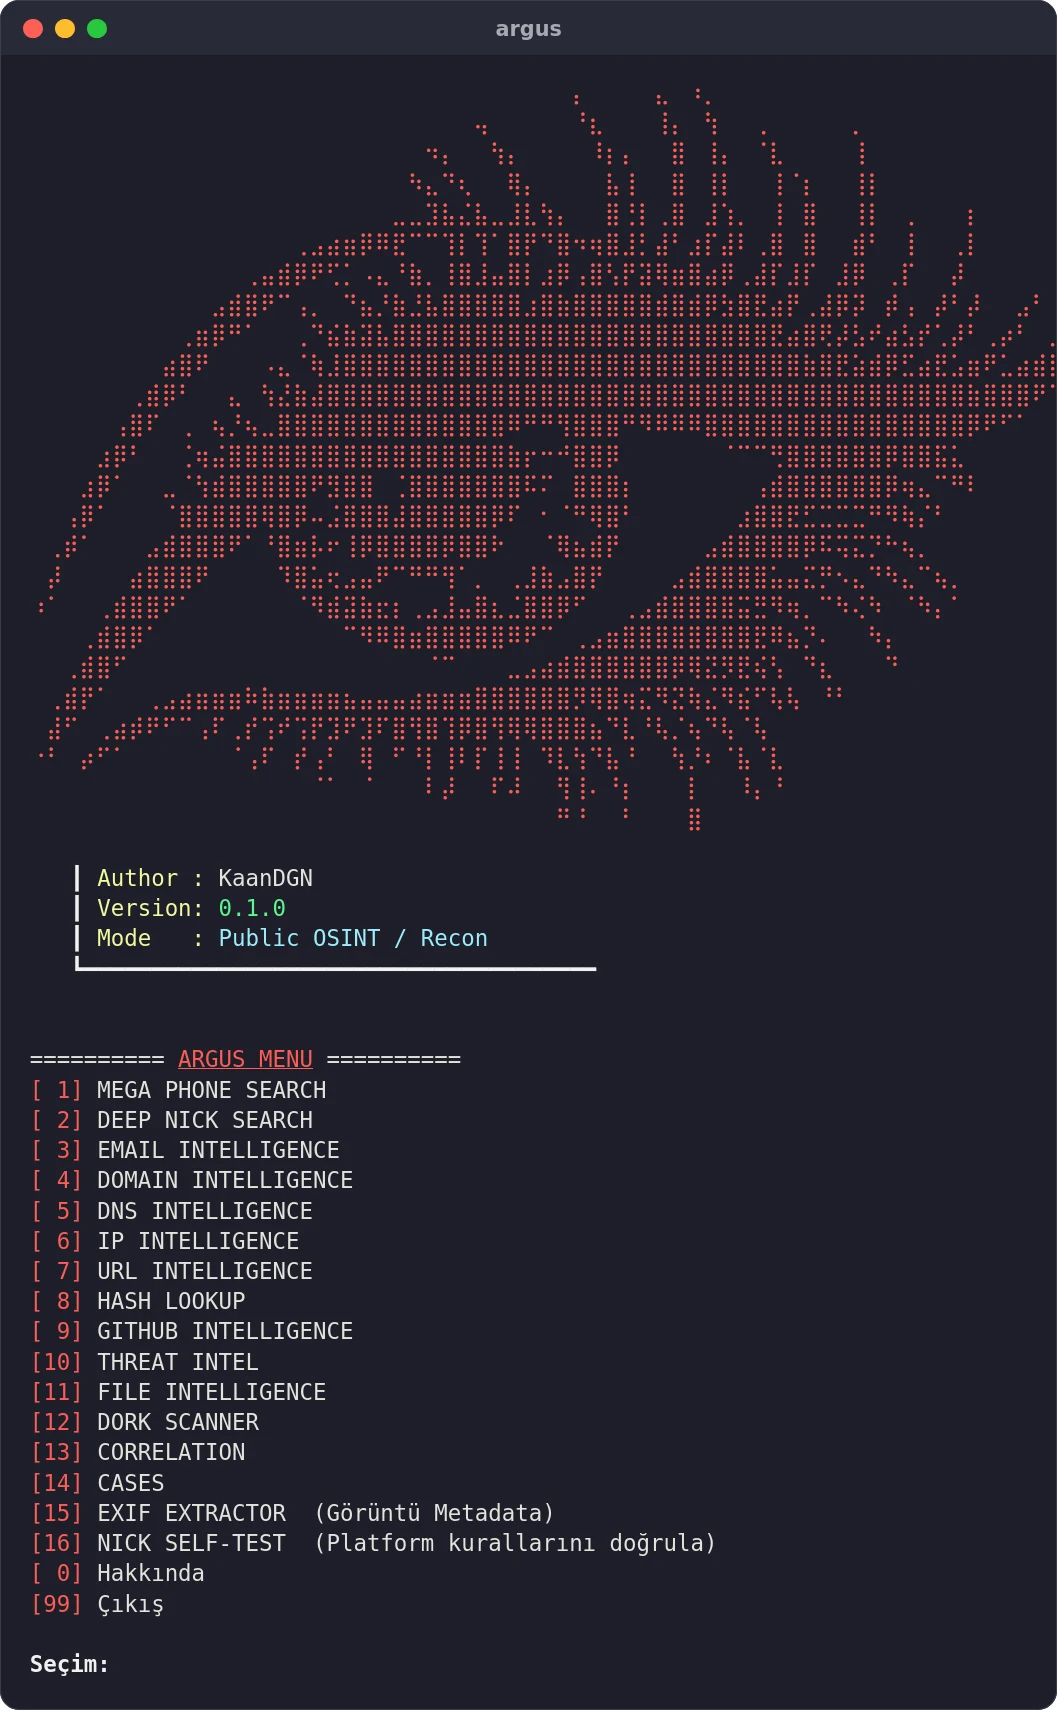 argus
Author : KaanDGN
Version: 0.1.0
Mode   : Public OSINT / Recon
========== ARGUS MENU ==========
[ 1] MEGA PHONE SEARCH
[ 2] DEEP NICK SEARCH
[ 3] EMAIL INTELLIGENCE
[ 4] DOMAIN INTELLIGENCE
[ 5] DNS INTELLIGENCE
[ 6] IP INTELLIGENCE
[ 7] URL INTELLIGENCE
[ 8] HASH LOOKUP
[ 9] GITHUB INTELLIGENCE
[10] THREAT INTEL
[11] FILE INTELLIGENCE
[12] DORK SCANNER
[13] CORRELATION
[14] CASES
[15] EXIF EXTRACTOR  (Görüntü Metadata)
[16] NICK SELF-TEST  (Platform kurallarını doğrula)
[ 0] Hakkında
[99] Çıkış
Seçim: